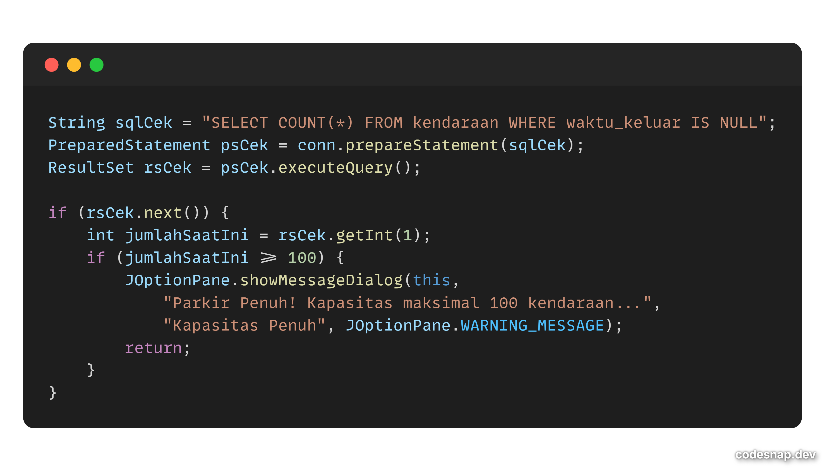 String sqlCek = "SELECT COUNT(*) FROM kendaraan WHERE waktu_keluar IS NULL";
PreparedStatement psCek = conn.prepareStatement(sqlCek);
ResultSet rsCek = psCek.executeQuery();
if (rsCek.next()) {
    int jumlahSaatIni = rsCek.getInt(1);
    if (jumlahSaatIni >= 100) {
        JOptionPane.showMessageDialog(this,
            "Parkir Penuh! Kapasitas maksimal 100 kendaraan...",
            "Kapasitas Penuh", JOptionPane.WARNING_MESSAGE);
        return;
    }
}
codesnap.dev